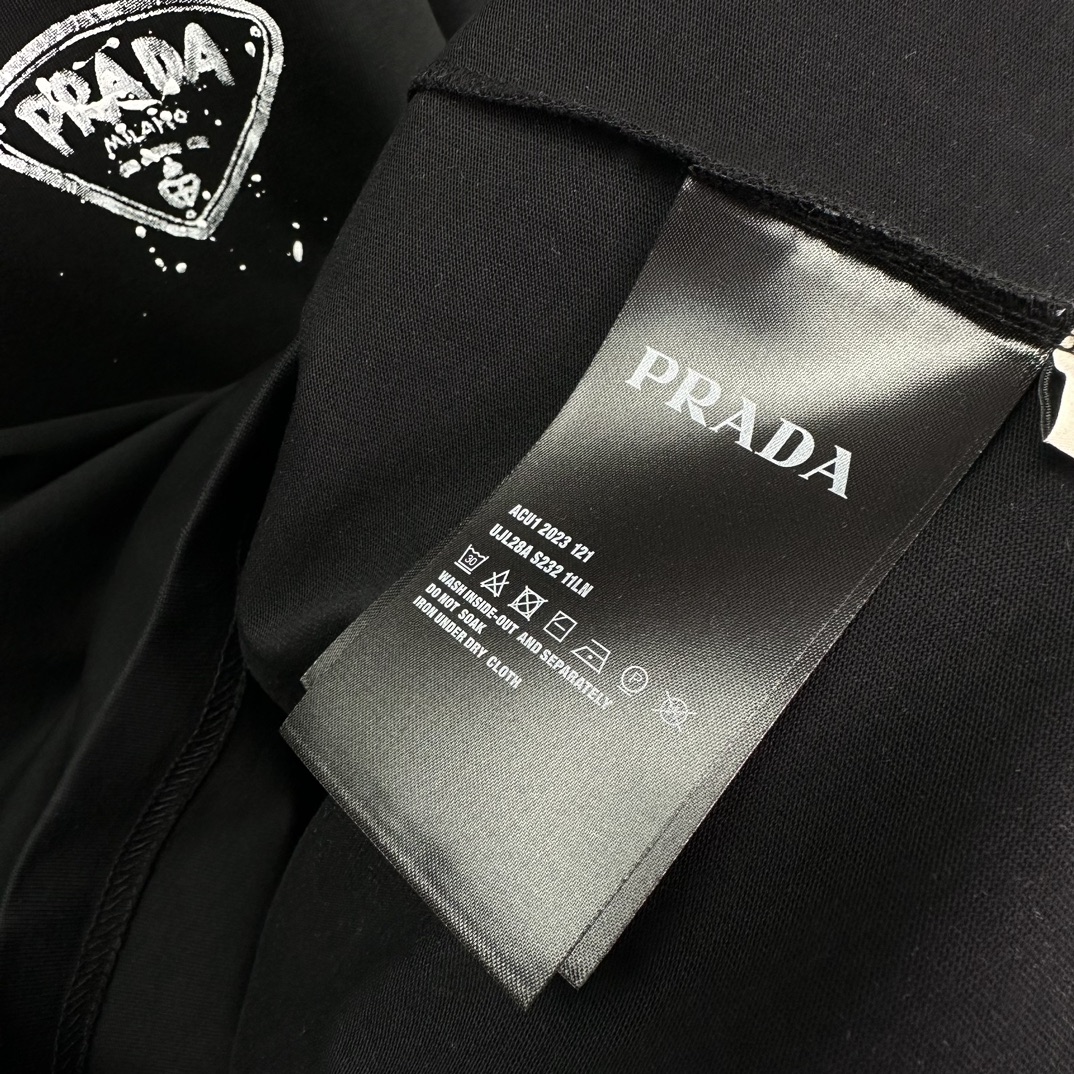 PRADA
MILANO
PRADA
ACU1 2023 121
UJL28A S232 11LN
30
P
WASH INSIDE-OUT AND SEPARATELY
DO NOT SOAK
IRON UNDER DRY CLOTH